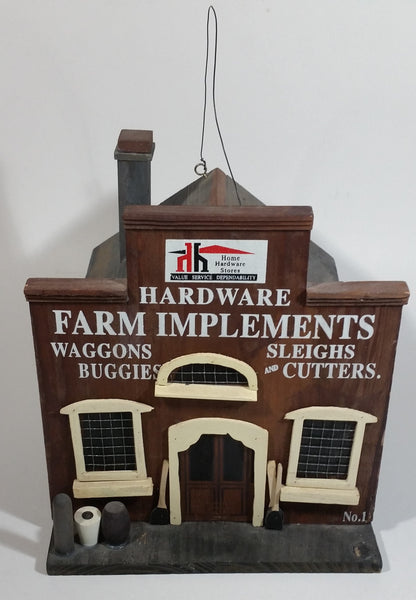 Home
Hardware
Stores
VALUE SERVICE DEPENDABILITY
HARDWARE
FARM IMPLEMENTS
WAGGONS SLEIGHS
BUGGIES AND CUTTERS.
No.1